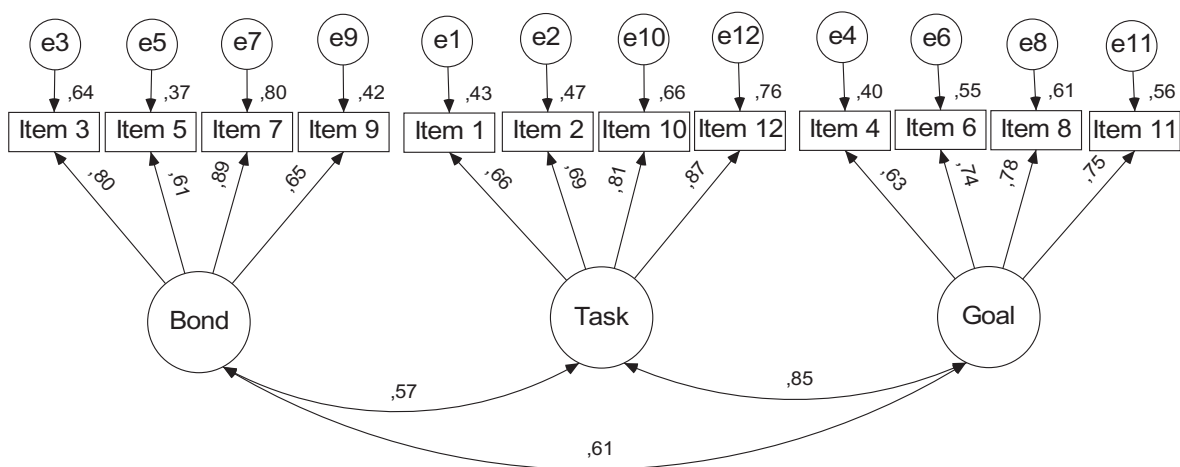 e3 e5 e7 e9 e1 e2 e10 e12 e4 e6 e8 e11
,64 ,37 ,80 ,42 ,43 ,47 ,66 ,76 ,40 ,55 ,61 ,56
Item 3 Item 5 Item 7 Item 9 Item 1 Item 2 Item 10 Item 12 Item 4 Item 6 Item 8 Item 11
,80 ,61 ,89 ,65 ,66 ,69 ,81 ,87 ,63 ,74 ,78 ,75
Bond Task Goal
,57 ,85
,61